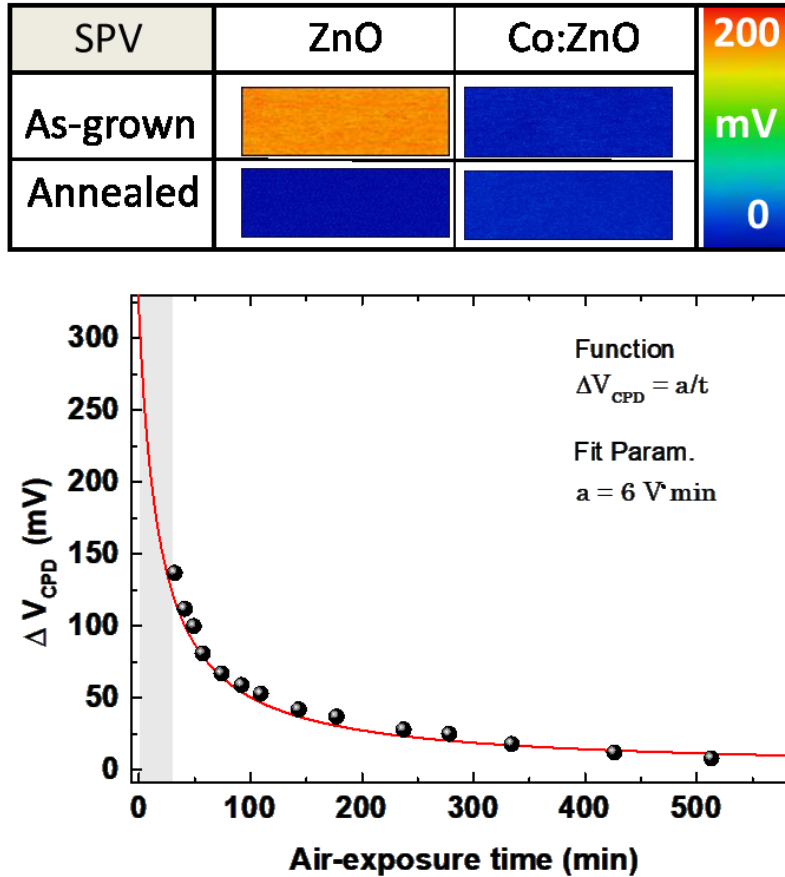 SPV ZnO Co:ZnO 200
As-grown mV
Annealed 0
Function
ΔV_CPD = a/t
Fit Param.
a = 6 V·min
Δ V_CPD (mV)
300
250
200
150
100
50
0
0 100 200 300 400 500
Air-exposure time (min)